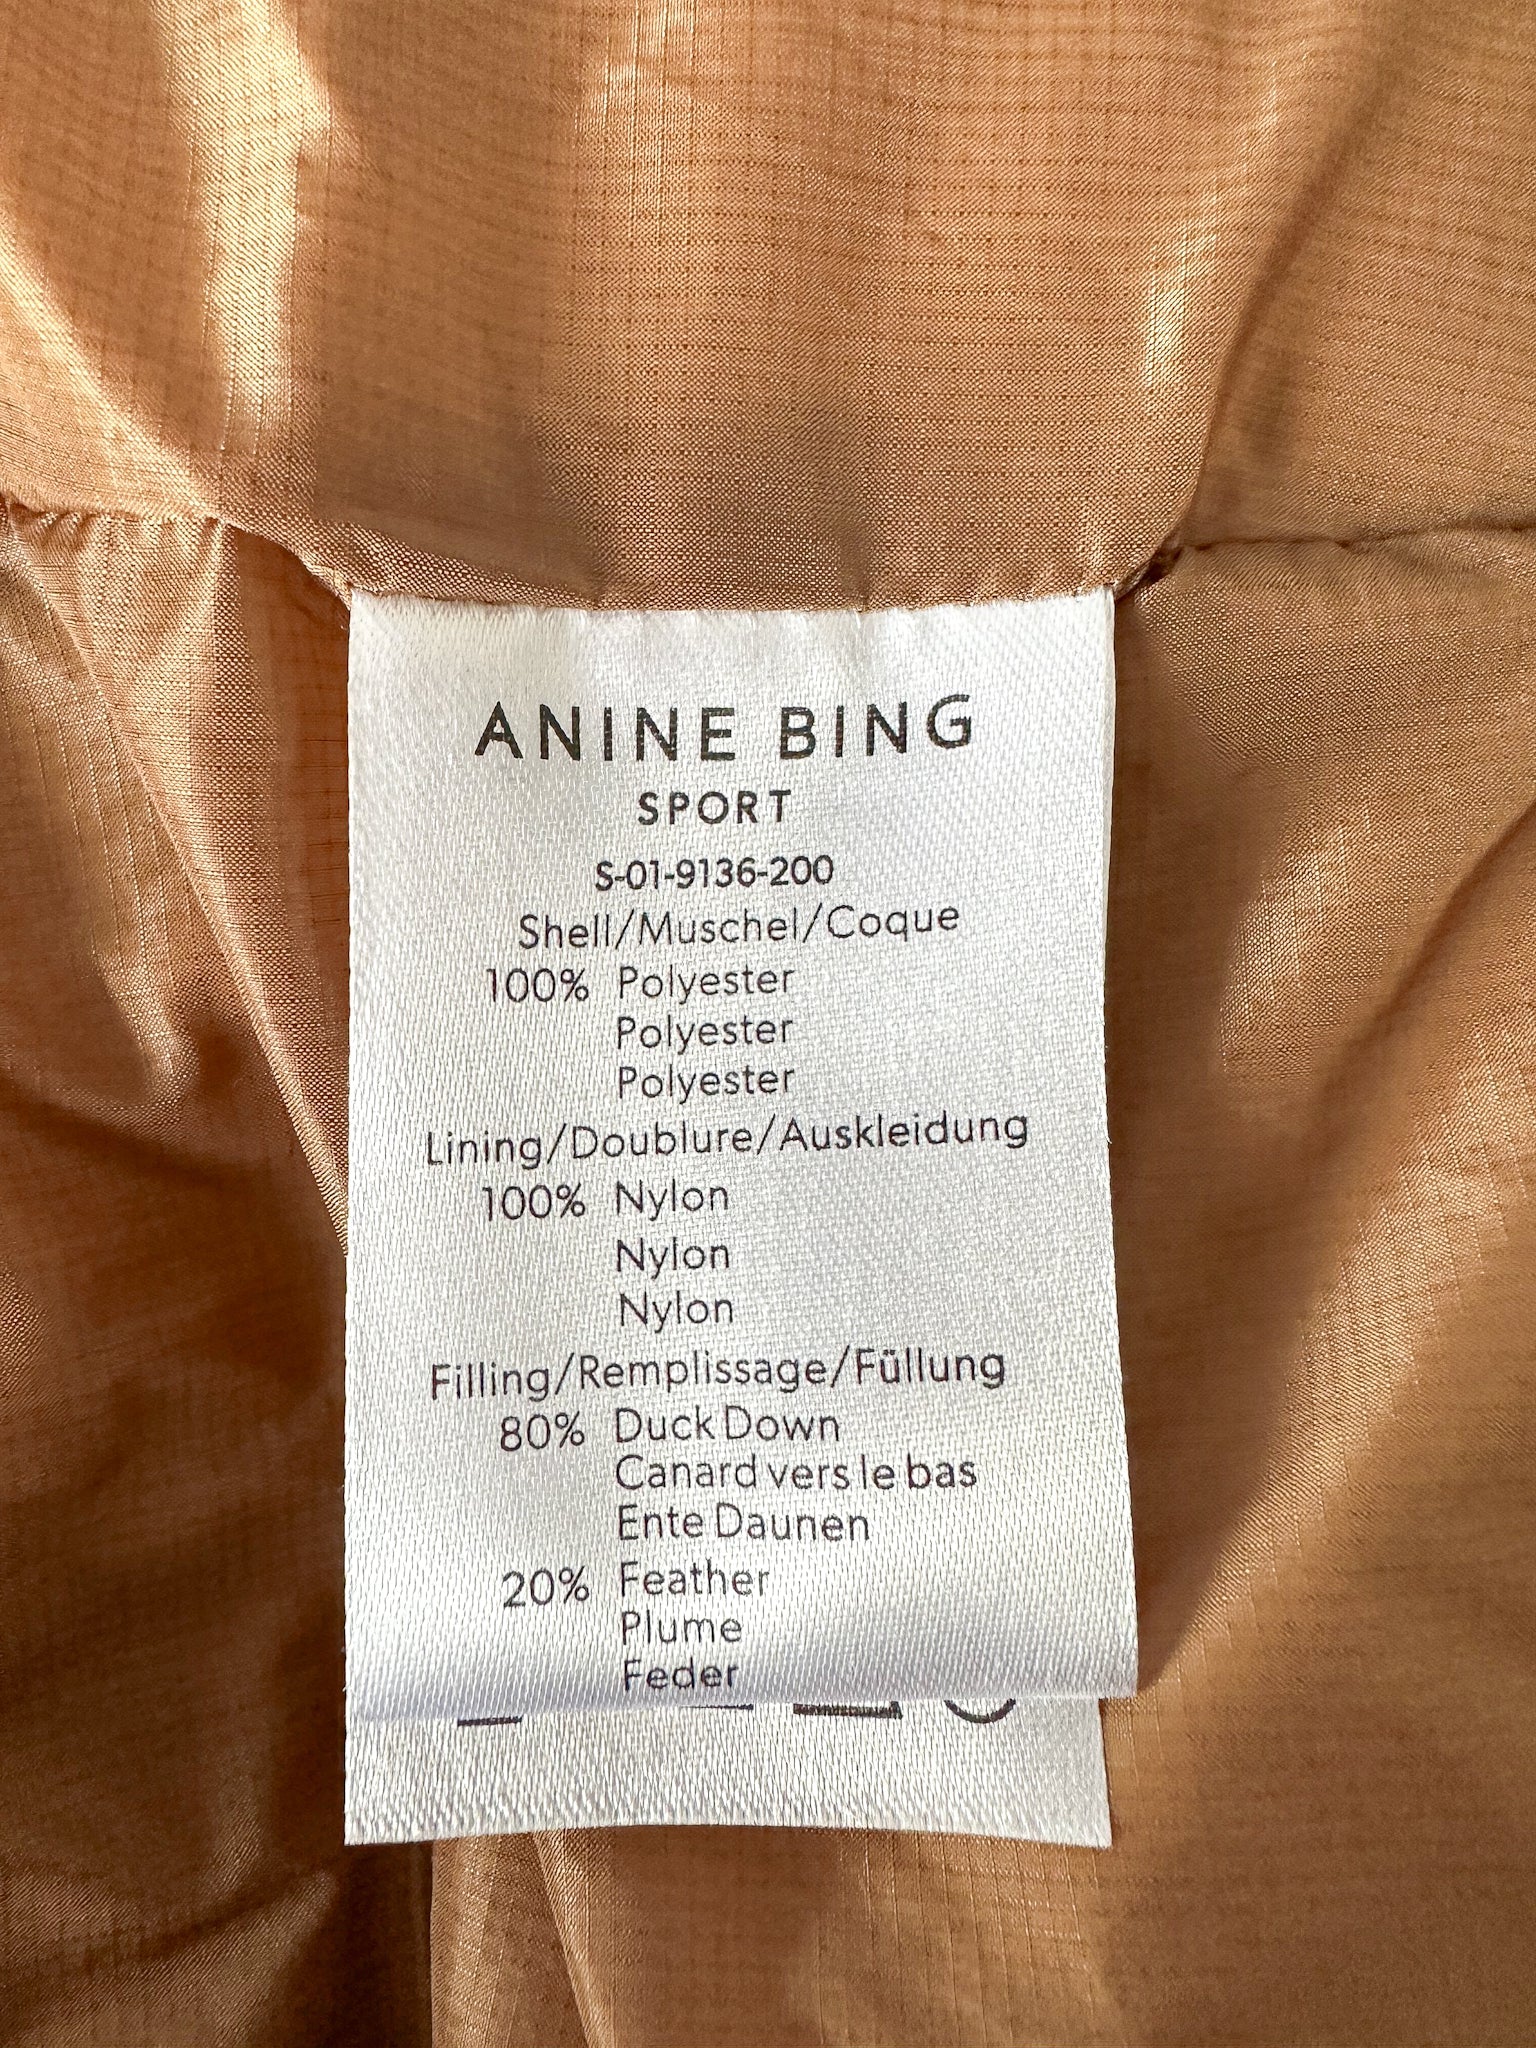 ANINE BING
SPORT
S-01-9136-200
Shell/Muschel/Coque
100% Polyester
Polyester
Polyester
Lining/Doublure/Auskleidung
100% Nylon
Nylon
Nylon
Filling/Remplissage/Füllung
80% Duck Down
Canard vers le bas
Ente Daunen
20% Feather
Plume
Feder